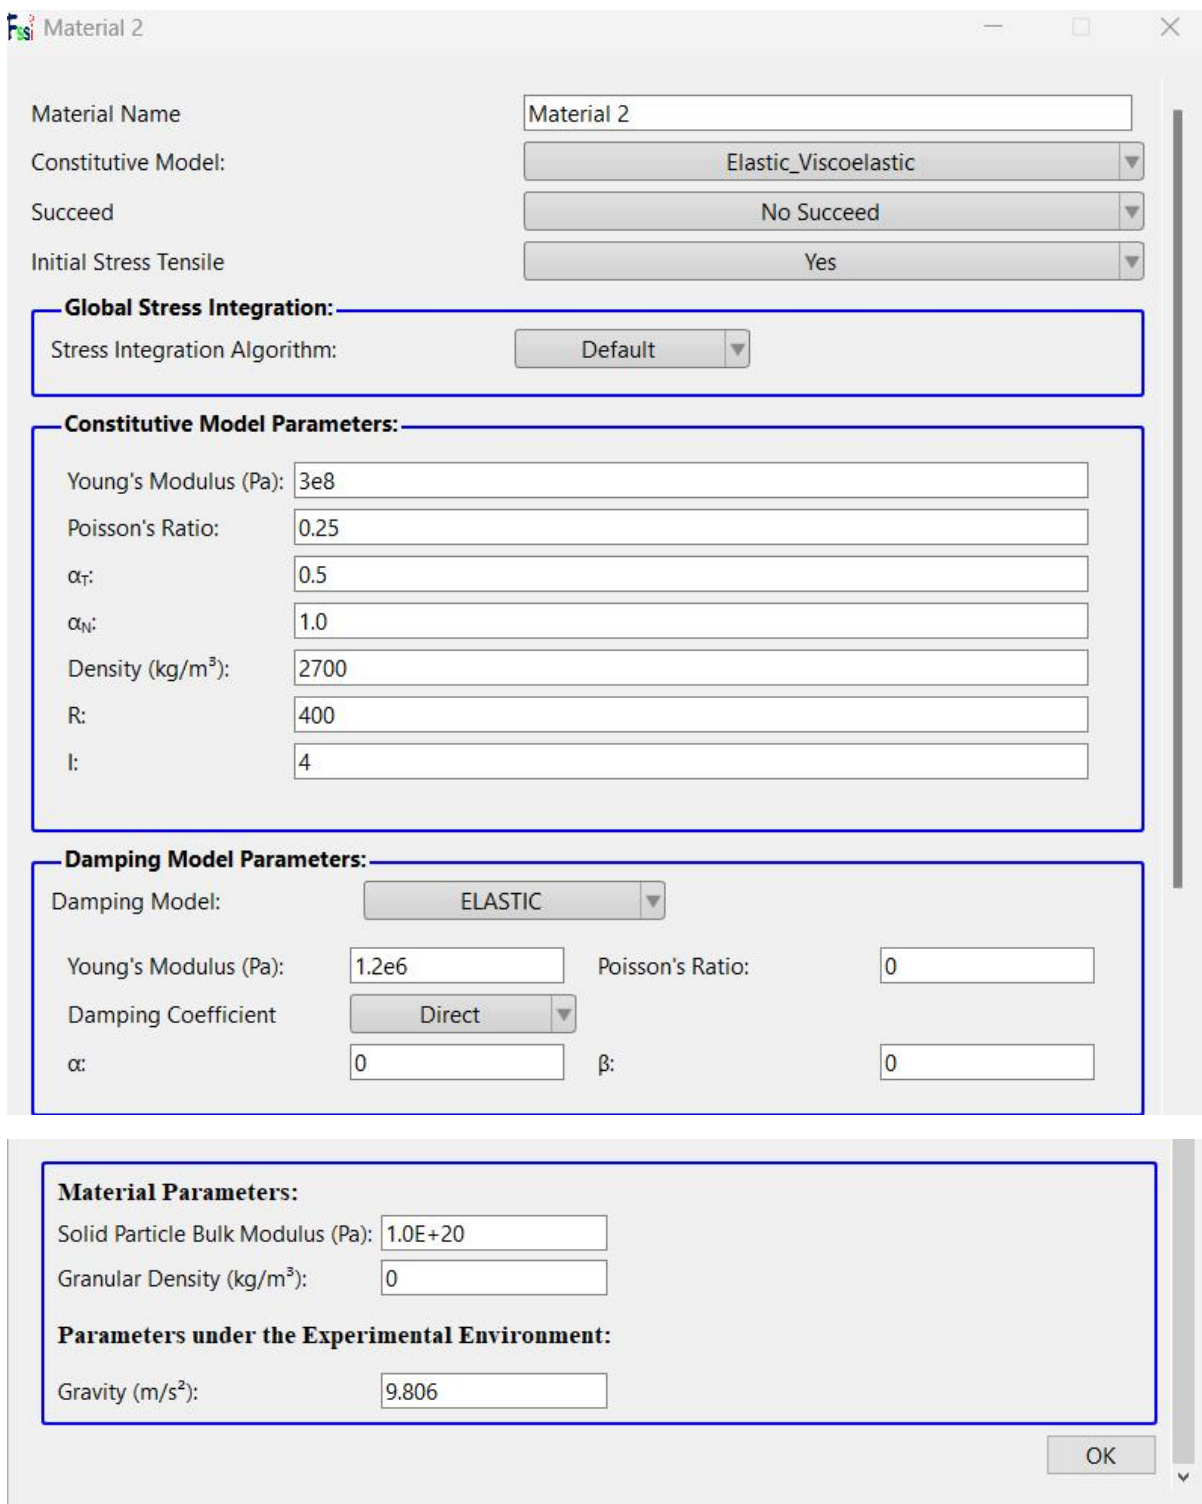 Fssi Material 2
Material Name Material 2
Constitutive Model: Elastic_Viscoelastic
Succeed No Succeed
Initial Stress Tensile Yes
Global Stress Integration:
Stress Integration Algorithm: Default
Constitutive Model Parameters:
Young's Modulus (Pa): 3e8
Poisson's Ratio: 0.25
α_T: 0.5
α_N: 1.0
Density (kg/m³): 2700
R: 400
I: 4
Damping Model Parameters:
Damping Model: ELASTIC
Young's Modulus (Pa): 1.2e6 Poisson's Ratio: 0
Damping Coefficient Direct
α: 0 β: 0
Material Parameters:
Solid Particle Bulk Modulus (Pa): 1.0E+20
Granular Density (kg/m³): 0
Parameters under the Experimental Environment:
Gravity (m/s²): 9.806
OK